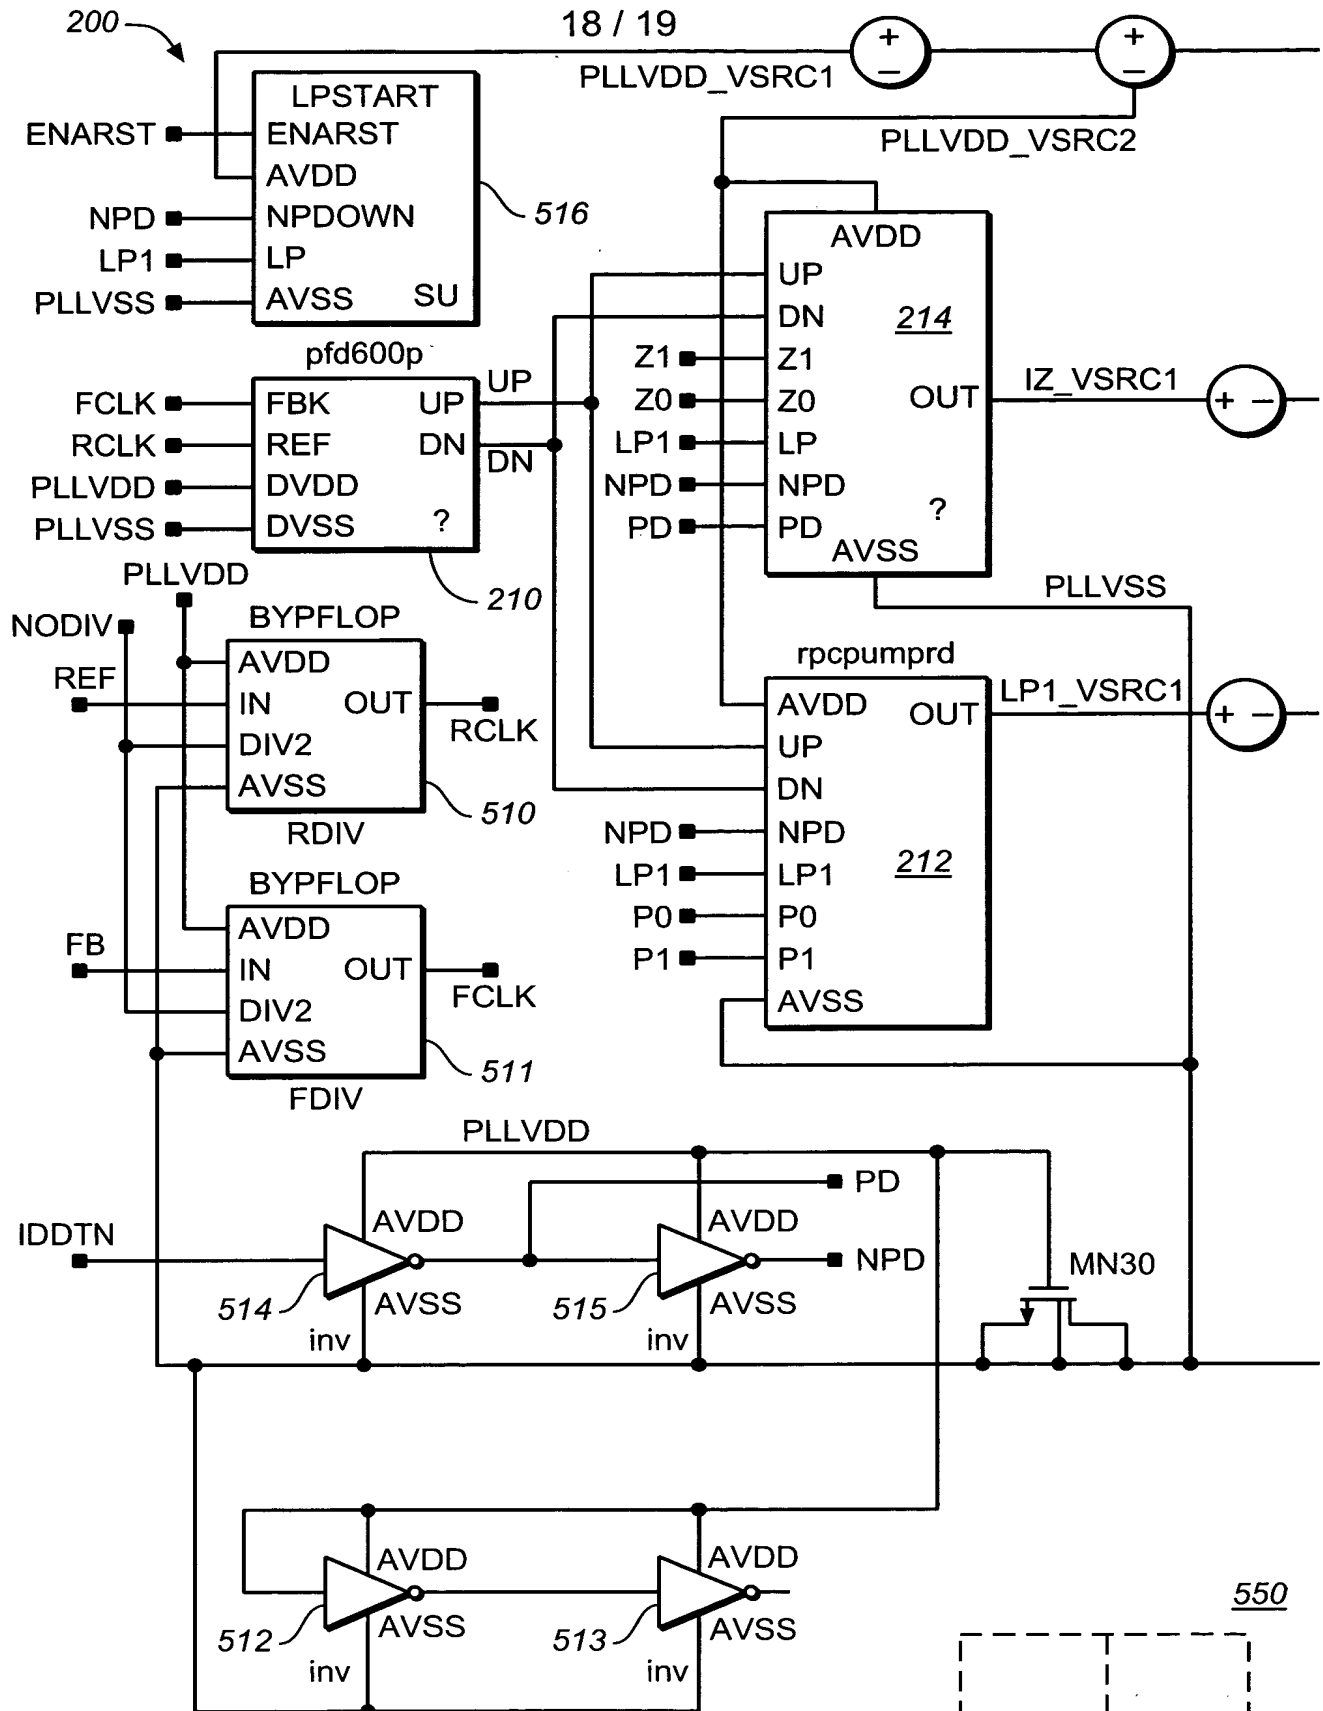 200
18 / 19
PLLVDD_VSRC1
+
−
+
−
PLLVDD_VSRC2
LPSTART
ENARST
ENARST
AVDD
NPD
NPDOWN
LP1
LP
PLLVSS
AVSS
SU
516
pfd600p
FCLK
FBK
UP
UP
RCLK
REF
DN
DN
PLLVDD
DVDD
PLLVSS
DVSS
?
210
AVDD
UP
DN
214
Z1
Z1
Z0
Z0
OUT
IZ_VSRC1
+ −
LP1
LP
NPD
NPD
PD
PD
?
AVSS
PLLVSS
PLLVDD
NODIV
BYPFLOP
AVDD
REF
IN
OUT
RCLK
DIV2
AVSS
510
RDIV
BYPFLOP
AVDD
FB
IN
OUT
FCLK
DIV2
AVSS
511
FDIV
rpcpumprd
AVDD
OUT
LP1_VSRC1
+ −
UP
DN
NPD
NPD
LP1
LP1
212
P0
P0
P1
P1
AVSS
PLLVDD
PD
IDDTN
AVDD
AVDD
NPD
MN30
514
AVSS
515
AVSS
inv
inv
AVDD
AVDD
512
AVSS
513
AVSS
inv
inv
550